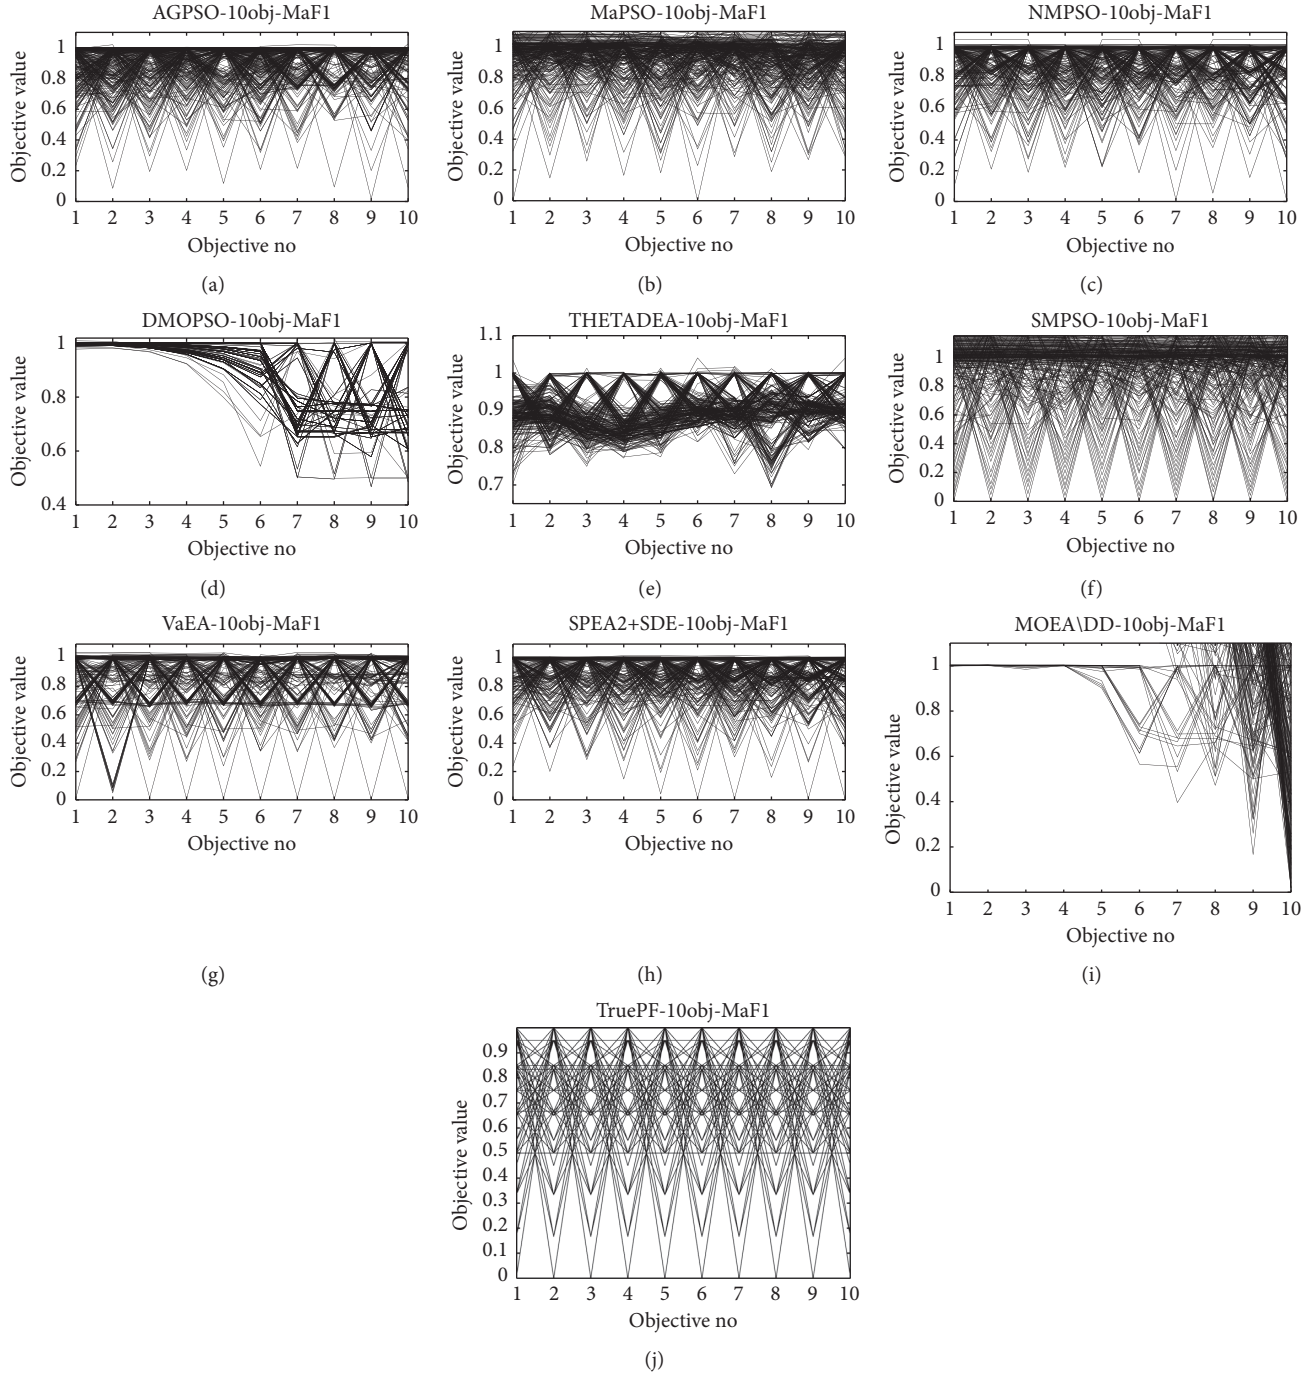 AGPSO-10obj-MaF1
MaPSO-10obj-MaF1
NMPSO-10obj-MaF1
Objective value
1
0.8
0.6
0.4
0.2
0
1 2 3 4 5 6 7 8 9 10
Objective no
(a)
Objective value
1
0.8
0.6
0.4
0.2
0
1 2 3 4 5 6 7 8 9 10
Objective no
(b)
Objective value
1
0.8
0.6
0.4
0.2
0
1 2 3 4 5 6 7 8 9 10
Objective no
(c)
DMOPSO-10obj-MaF1
THETADEA-10obj-MaF1
SMPSO-10obj-MaF1
Objective value
1
0.8
0.6
0.4
1 2 3 4 5 6 7 8 9 10
Objective no
(d)
Objective value
1.1
1
0.9
0.8
0.7
1 2 3 4 5 6 7 8 9 10
Objective no
(e)
Objective value
1
0.8
0.6
0.4
0.2
0
1 2 3 4 5 6 7 8 9 10
Objective no
(f)
VaEA-10obj-MaF1
SPEA2+SDE-10obj-MaF1
MOEA\DD-10obj-MaF1
Objective value
1
0.8
0.6
0.4
0.2
0
1 2 3 4 5 6 7 8 9 10
Objective no
(g)
Objective value
1
0.8
0.6
0.4
0.2
0
1 2 3 4 5 6 7 8 9 10
Objective no
(h)
Objective value
1
0.8
0.6
0.4
0.2
0
1 2 3 4 5 6 7 8 9 10
Objective no
(i)
TruePF-10obj-MaF1
Objective value
0.9
0.8
0.7
0.6
0.5
0.4
0.3
0.2
0.1
0
1 2 3 4 5 6 7 8 9 10
Objective no
(j)